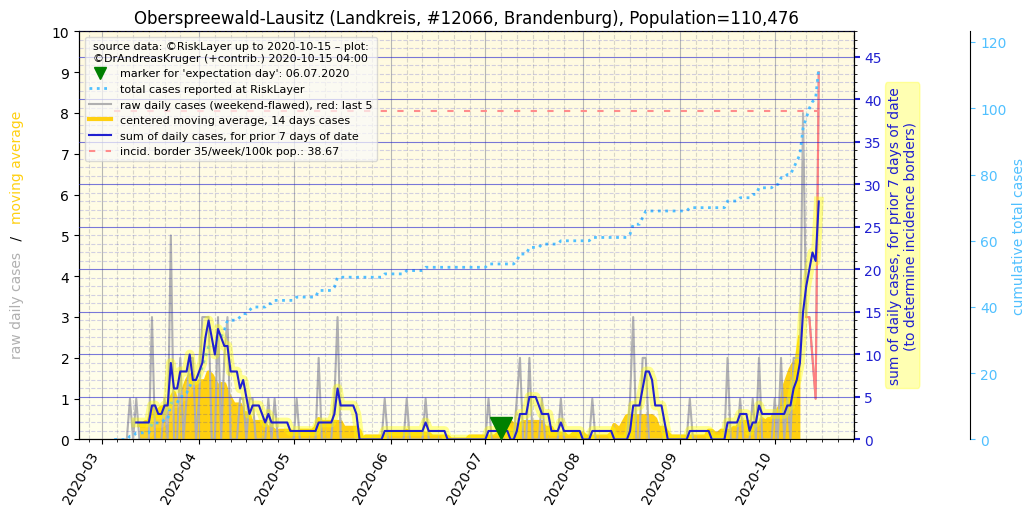 Oberspreewald-Lausitz (Landkreis, #12066, Brandenburg), Population=110,476
source data: ©RiskLayer up to 2020-10-15 – plot:
©DrAndreasKruger (+contrib.) 2020-10-15 04:00
marker for 'expectation day': 06.07.2020
total cases reported at RiskLayer
raw daily cases (weekend-flawed), red: last 5
centered moving average, 14 days cases
sum of daily cases, for prior 7 days of date
incid. border 35/week/100k pop.: 38.67
raw daily cases / moving average
10
9
8
7
6
5
4
3
2
1
0
2020-03
2020-04
2020-05
2020-06
2020-07
2020-08
2020-09
2020-10
45
40
35
30
25
20
15
10
5
0
sum of daily cases, for prior 7 days of date
(to determine incidence borders)
120
100
80
60
40
20
0
cumulative total cases